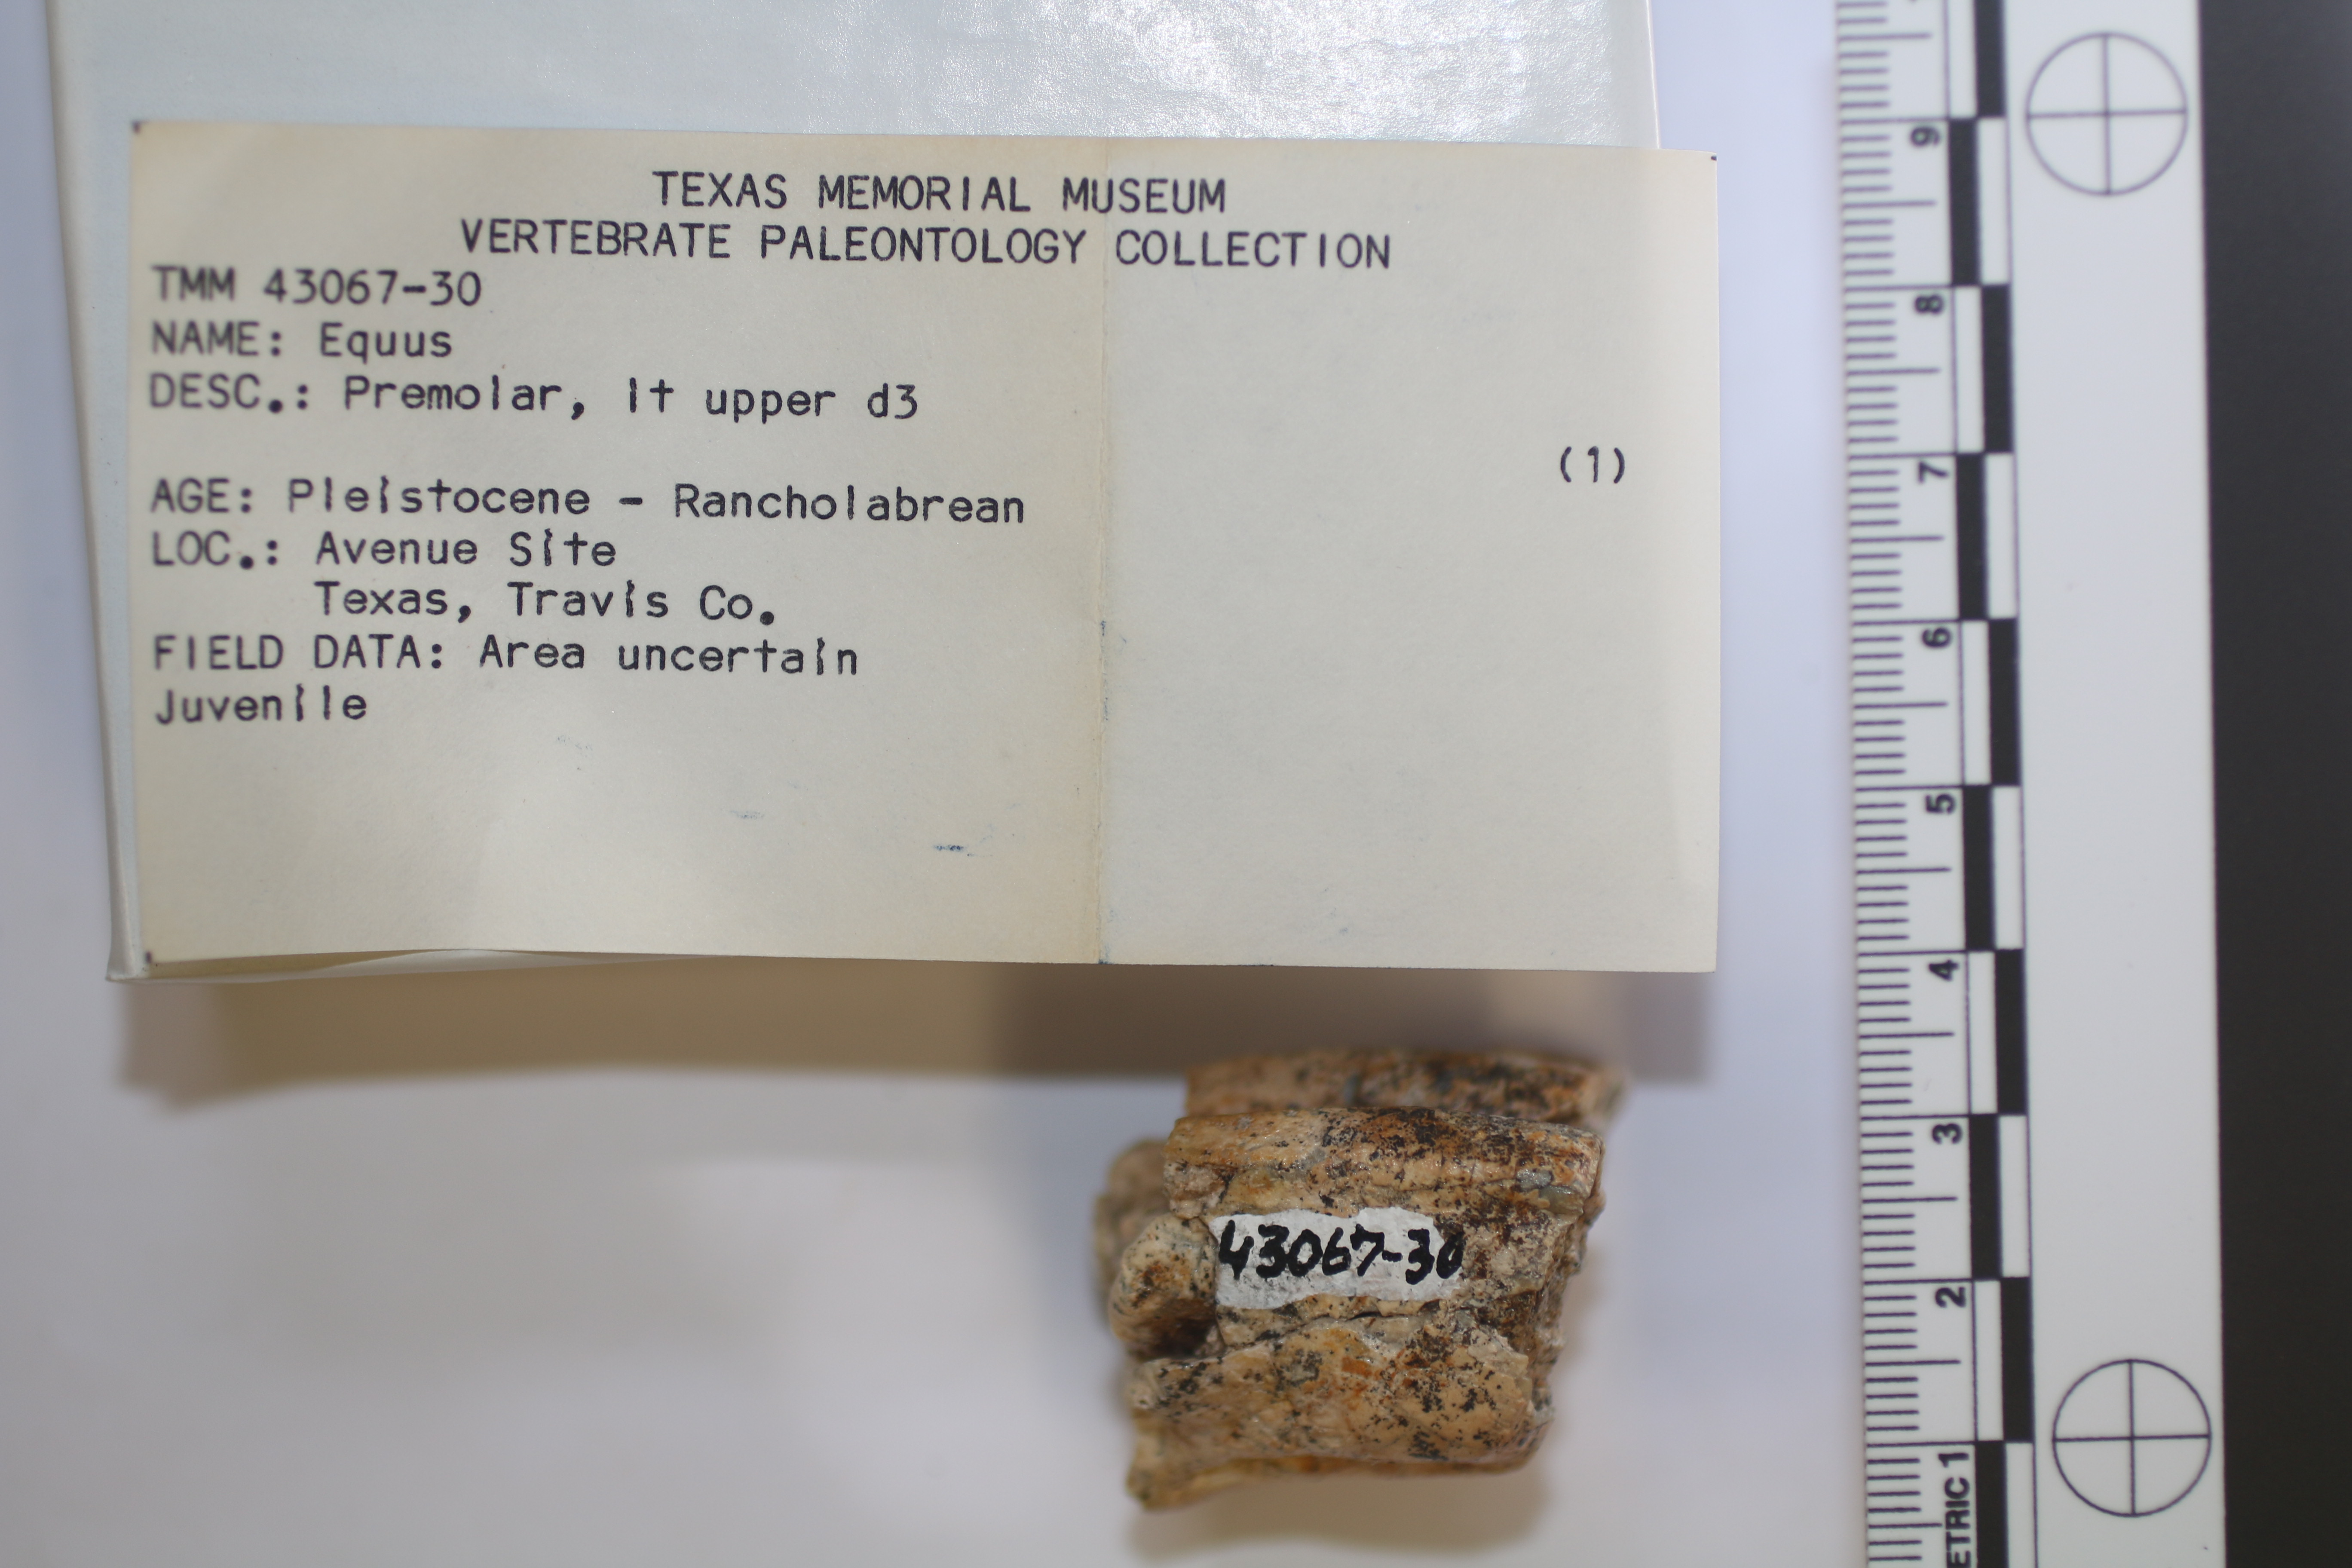 TEXAS MEMORIAL MUSEUM
VERTEBRATE PALEONTOLOGY COLLECTION
TMM 43067-30
NAME: Equus
DESC.: Premolar, lt upper d3
(1)
AGE: Pleistocene - Rancholabrean
LOC.: Avenue Site
Texas, Travis Co.
FIELD DATA: Area uncertain
Juvenile
43067-30
9
8
7
6
5
4
3
2
ETRIC 1